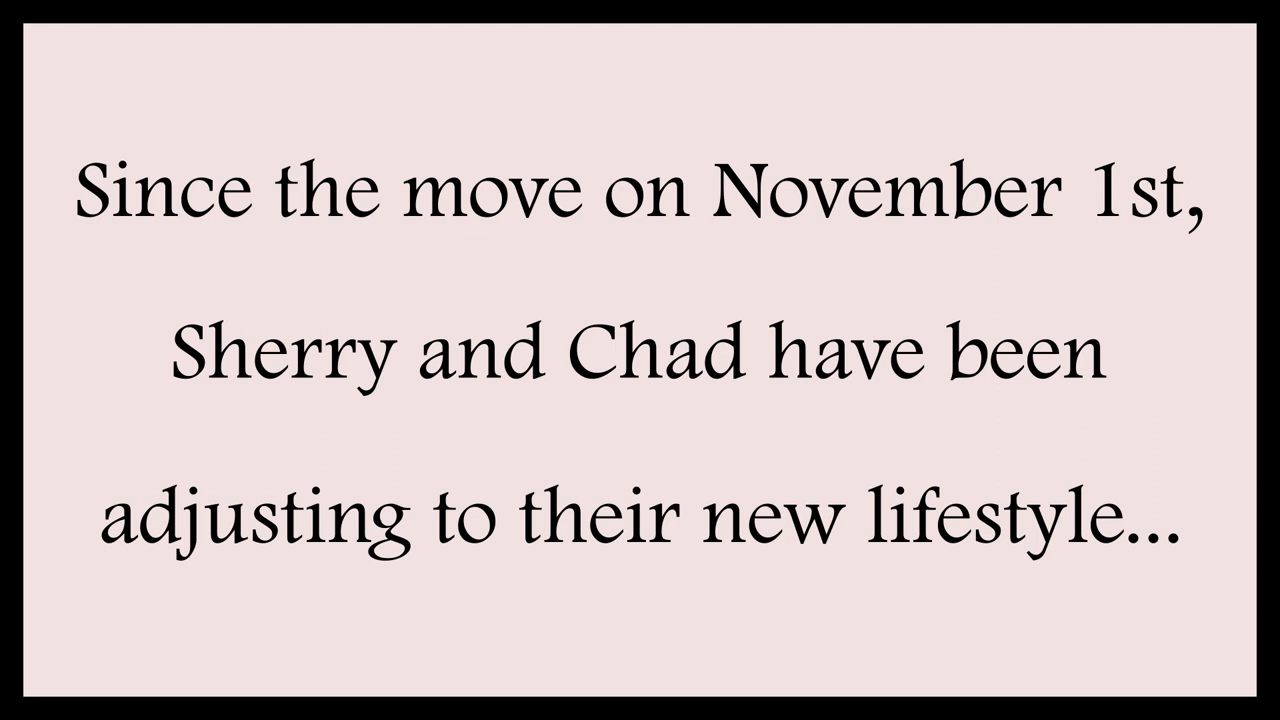 Since the move on November 1st,
Sherry and Chad have been
adjusting to their new lifestyle...